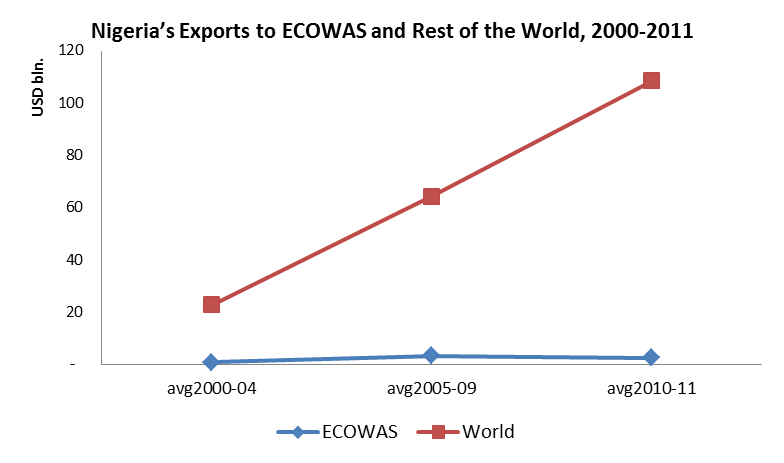 Nigeria’s Exports to ECOWAS and Rest of the World, 2000-2011
USD bln.
120
100
80
60
40
20
-
avg2000-04 avg2005-09 avg2010-11
ECOWAS World